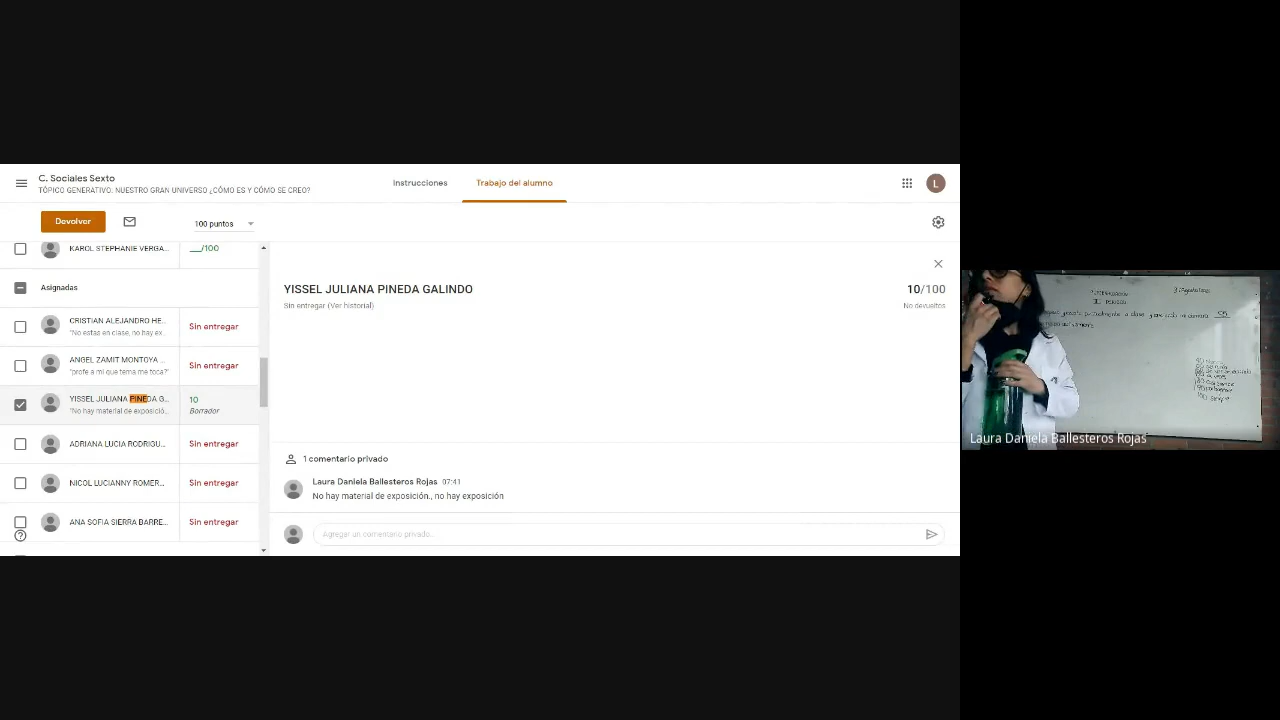 C. Sociales Sexto
TÓPICO GENERATIVO: NUESTRO GRAN UNIVERSO ¿CÓMO ES Y CÓMO SE CREO?
Instrucciones
Trabajo del alumno
L
Devolver
100 puntos
KAROL STEPHANIE VERGA...
__/100
Asignadas
CRISTIAN ALEJANDRO HE...
"No estas en clase, no hay ex...
Sin entregar
ANGEL ZAMIT MONTOYA ...
"profe a mi que tema me toca?"
Sin entregar
YISSEL JULIANA PINEDA G...
"No hay material de exposició...
10
Borrador
ADRIANA LUCIA RODRIGU...
Sin entregar
NICOL LUCIANNY ROMER...
Sin entregar
ANA SOFIA SIERRA BARRE...
Sin entregar
YISSEL JULIANA PINEDA GALINDO
Sin entregar (Ver historial)
10/100
No devueltos
1 comentario privado
Laura Daniela Ballesteros Rojas 07:41
No hay material de exposición., no hay exposición
Agregar un comentario privado...
Laura Daniela Ballesteros Rojas